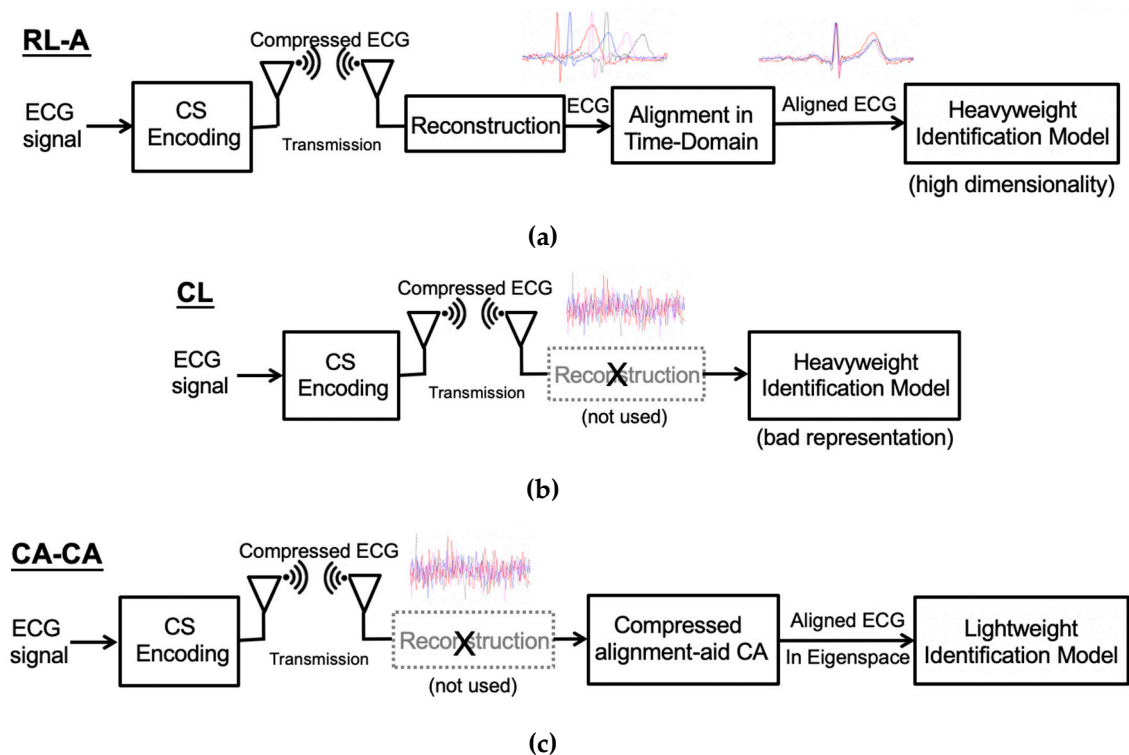 RL-A
Compressed ECG
ECG
signal
CS
Encoding
Transmission
Reconstruction
ECG
Alignment in
Time-Domain
Aligned ECG
Heavyweight
Identification Model
(high dimensionality)
(a)
CL
Compressed ECG
ECG
signal
CS
Encoding
Transmission
Reconstruction
X
(not used)
Heavyweight
Identification Model
(bad representation)
(b)
CA-CA
Compressed ECG
ECG
signal
CS
Encoding
Transmission
Reconstruction
X
(not used)
Compressed
alignment-aid CA
Aligned ECG
In Eigenspace
Lightweight
Identification Model
(c)